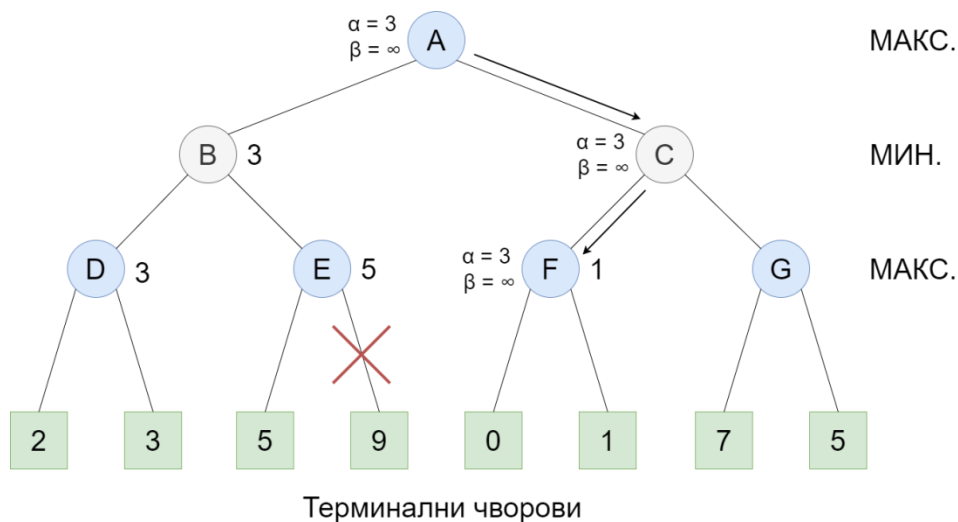 α = 3
β = ∞
A
МАКС.
B
3
α = 3
β = ∞
C
МИН.
D
3
E
5
α = 3
β = ∞
F
1
G
МАКС.
2
3
5
9
0
1
7
5
Терминални чворови